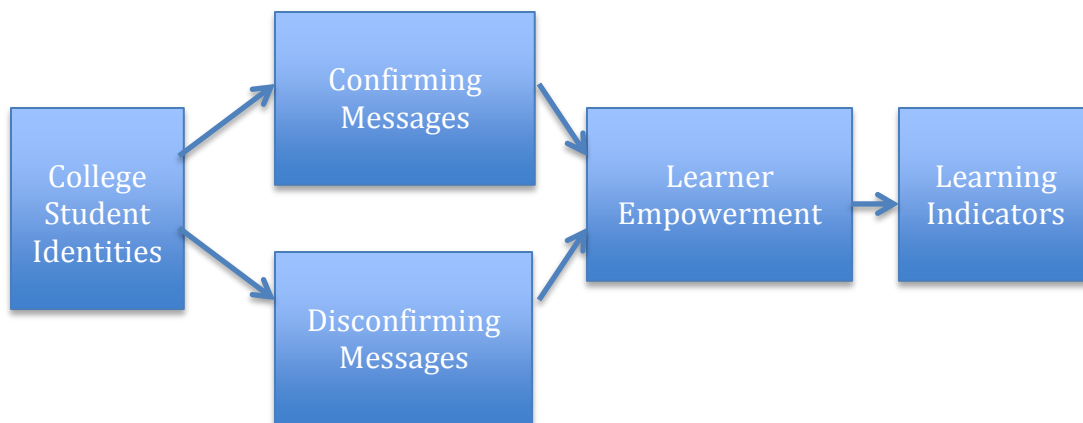 College
Student
Identities
Confirming
Messages
Disconfirming
Messages
Learner
Empowerment
Learning
Indicators